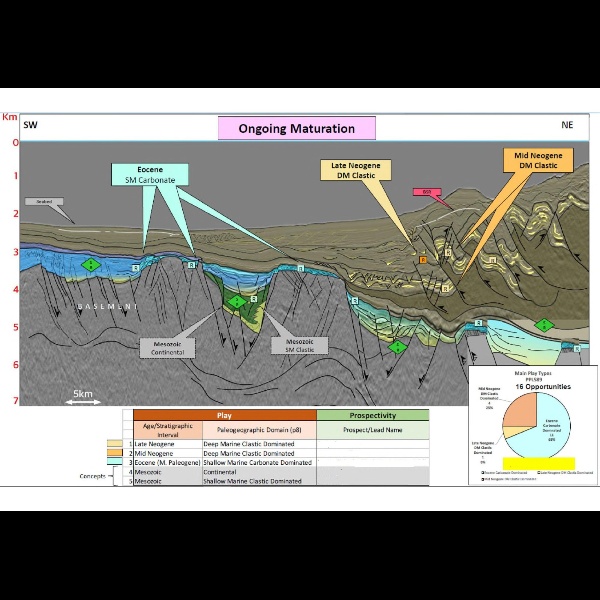 Km
SW
Ongoing Maturation
NE
0
1
2
3
4
5
6
7
Eocene
SM Carbonate
Late Neogene
DM Clastic
Mid Neogene
DM Clastic
Seabed
BSR
R
R
R
R
R
R
R
R
R
R
BASEMENT
Mesozoic
Continental
Mesozoic
SM Clastic
5km
Main Play Types
PPL589
16 Opportunities
Mid Neogene
DM Clastic
Dominated
4
25%
Eocene
Carbonate
Dominated
Late Neogene
DM Clastic
Dominated
1
6%
Play
Prospectivity
Age/Stratigraphic
Interval
Paleogeographic Domain (p8)
Prospect/Lead Name
1 Late Neogene Deep Marine Clastic Dominated
2 Mid Neogene Deep Marine Clastic Dominated
3 Eocene (M. Paleogene) Shallow Marine Carbonate Dominated
Concepts
4 Mesozoic Continental
5 Mesozoic Shallow Marine Clastic Dominated